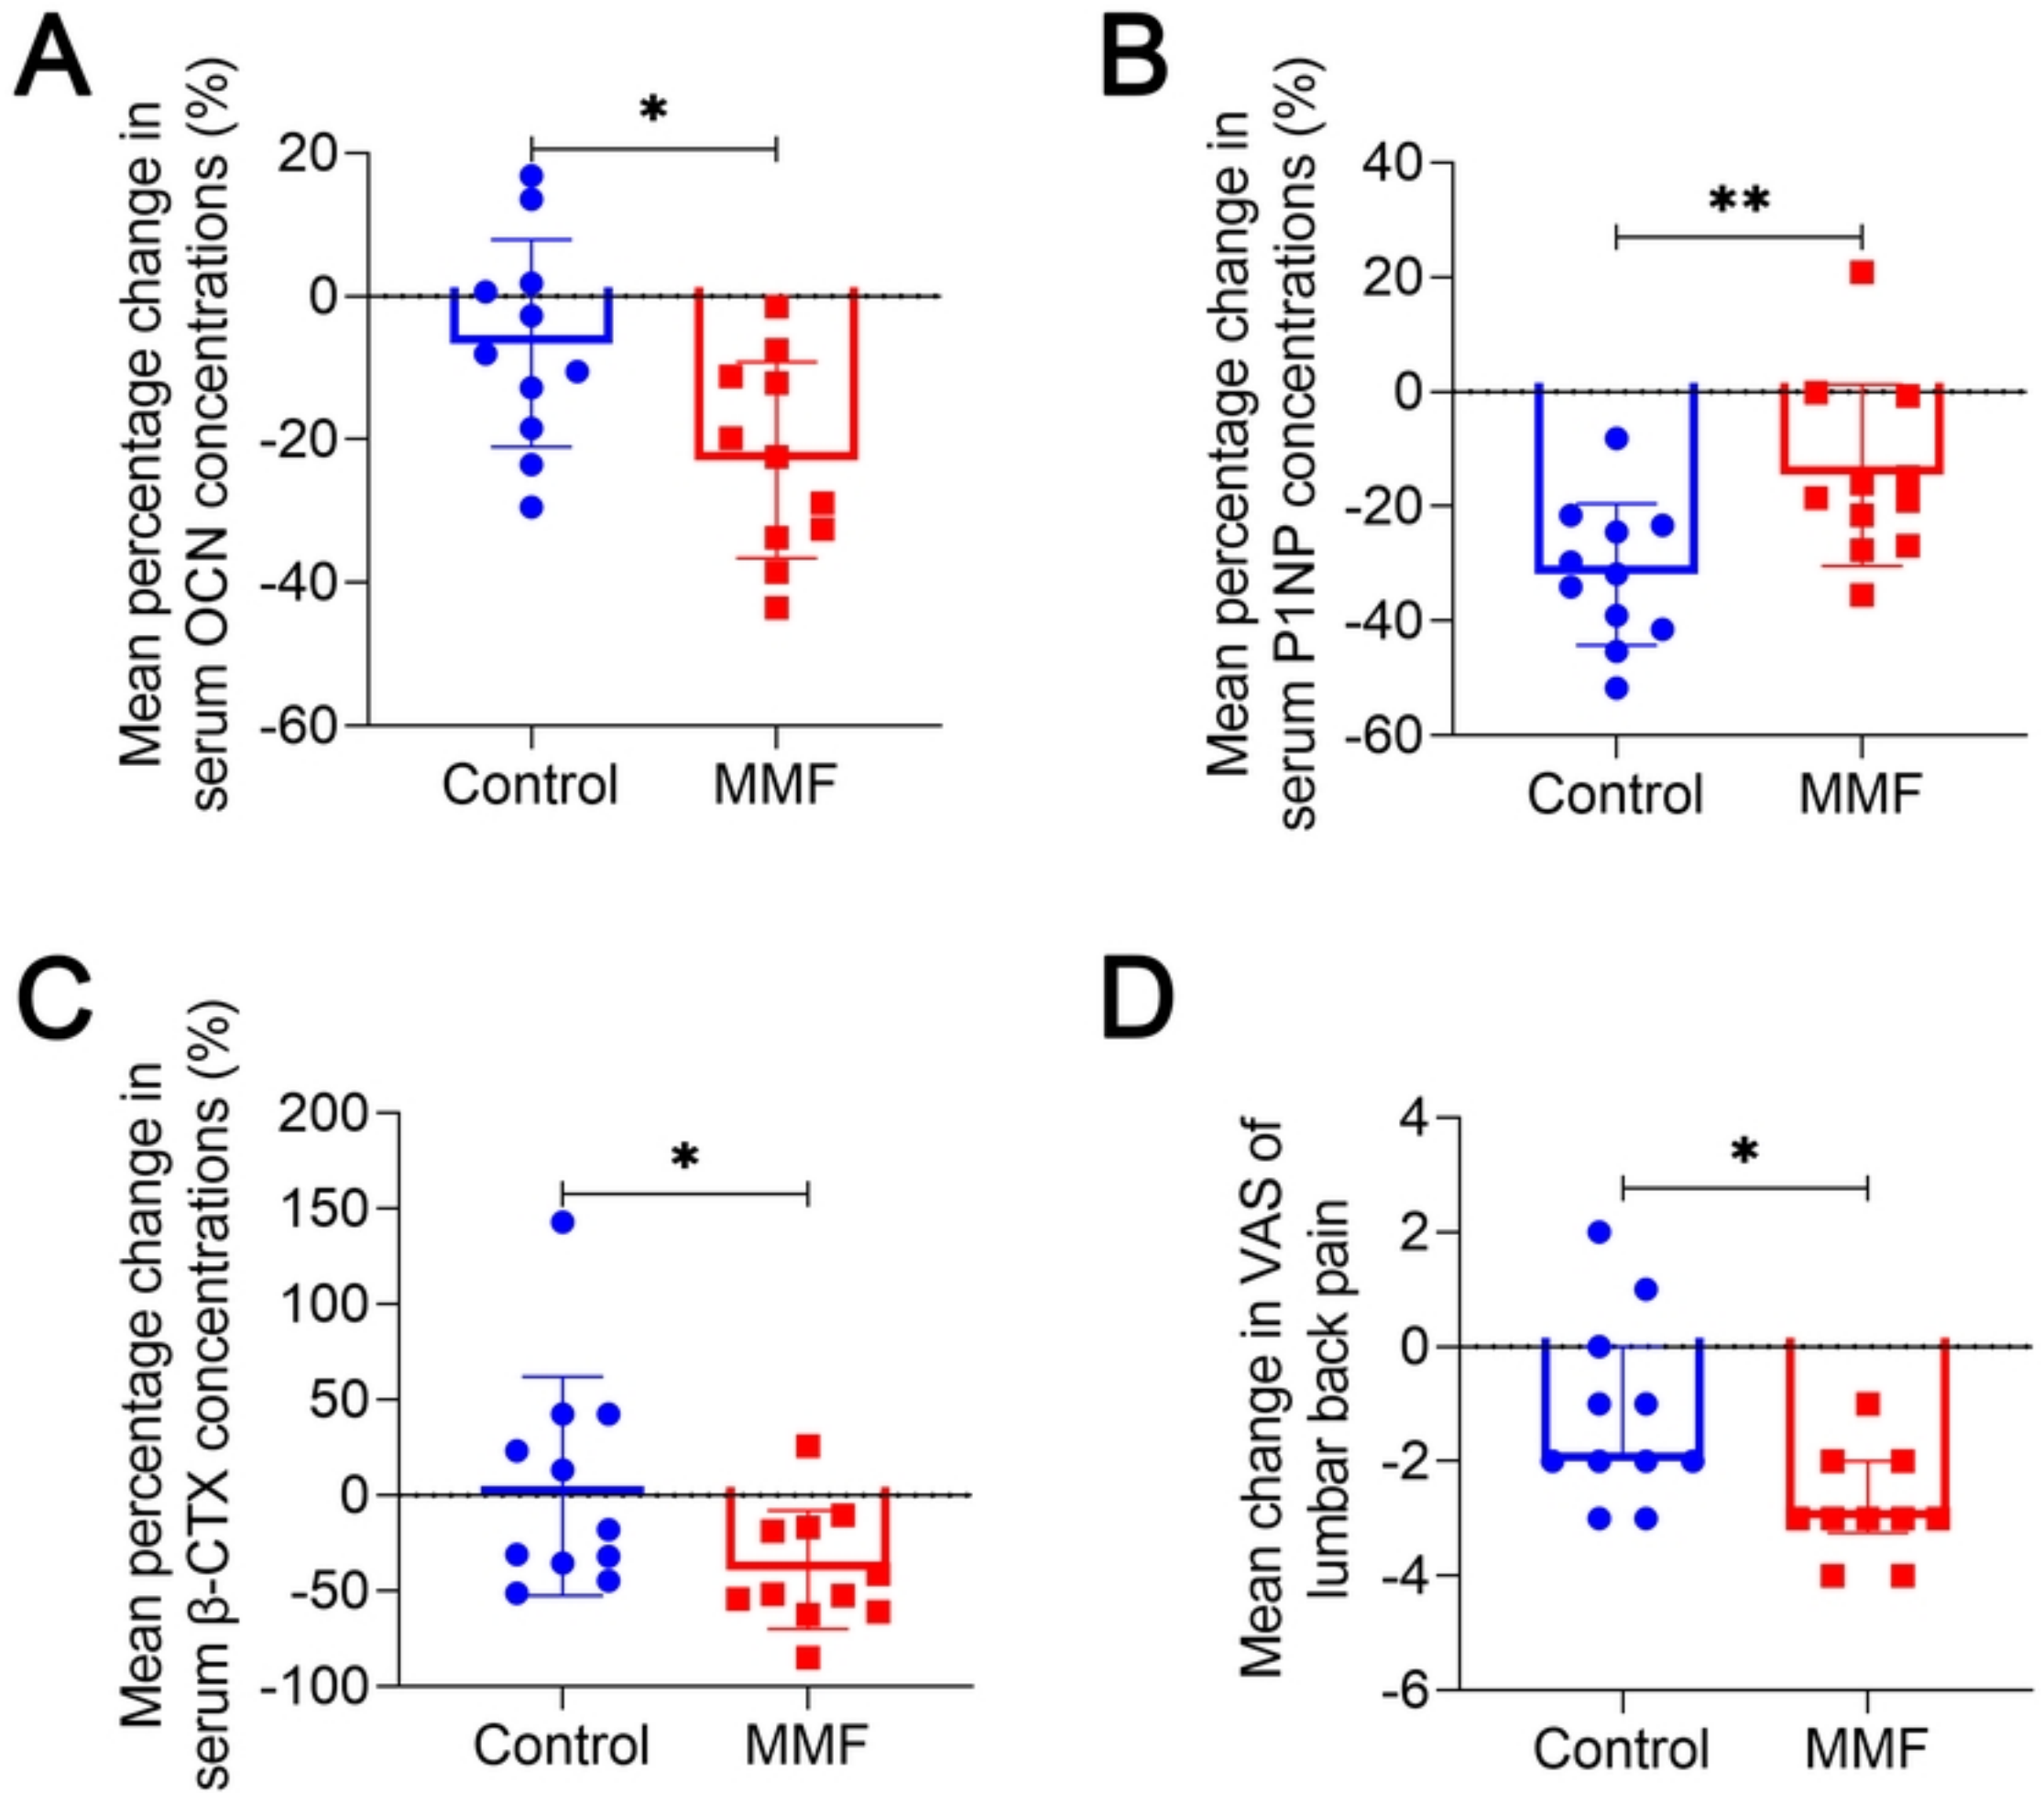 A
Mean percentage change in
serum OCN concentrations (%)
20
0
-20
-40
-60
*
Control
MMF
B
Mean percentage change in
serum P1NP concentrations (%)
40
20
0
-20
-40
-60
**
Control
MMF
C
Mean percentage change in
serum β-CTX concentrations (%)
200
150
100
50
0
-50
-100
*
Control
MMF
D
Mean change in VAS of
lumbar back pain
4
2
0
-2
-4
-6
*
Control
MMF